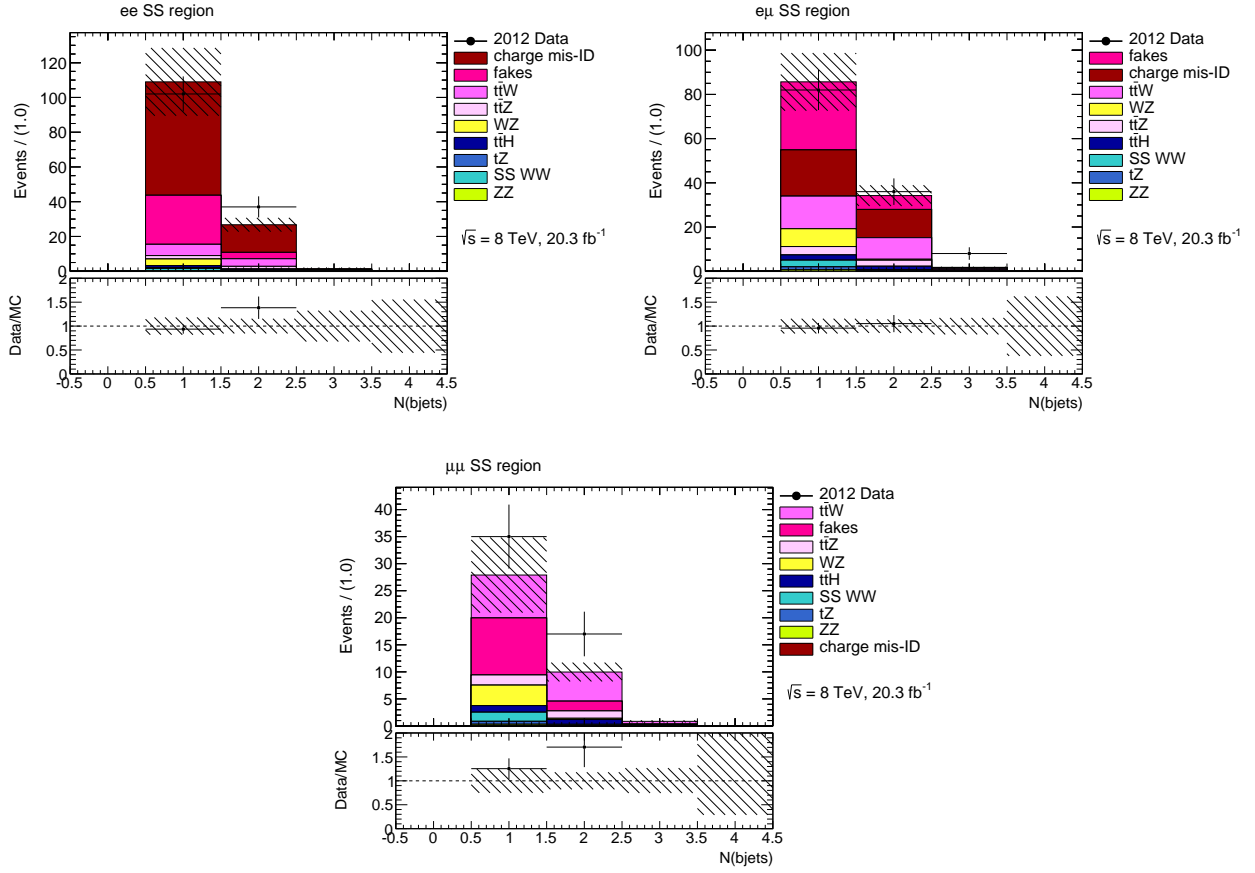 ee SS region
Events / (1.0)
120
100
80
60
40
20
0
2012 Data
charge mis-ID
fakes
tt̄W
tt̄Z
WZ
tt̄H
tZ
SS WW
ZZ
√s = 8 TeV, 20.3 fb⁻¹
Data/MC
2
1.5
1
0.5
0
-0.5 0 0.5 1 1.5 2 2.5 3 3.5 4 4.5
N(bjets)
eμ SS region
Events / (1.0)
100
80
60
40
20
0
2012 Data
fakes
charge mis-ID
tt̄W
WZ
tt̄Z
tt̄H
SS WW
tZ
ZZ
√s = 8 TeV, 20.3 fb⁻¹
Data/MC
2
1.5
1
0.5
0
-0.5 0 0.5 1 1.5 2 2.5 3 3.5 4 4.5
N(bjets)
μμ SS region
Events / (1.0)
40
35
30
25
20
15
10
5
0
2012 Data
tt̄W
fakes
tt̄Z
WZ
tt̄H
SS WW
tZ
ZZ
charge mis-ID
√s = 8 TeV, 20.3 fb⁻¹
Data/MC
2
1.5
1
0.5
0
-0.5 0 0.5 1 1.5 2 2.5 3 3.5 4 4.5
N(bjets)